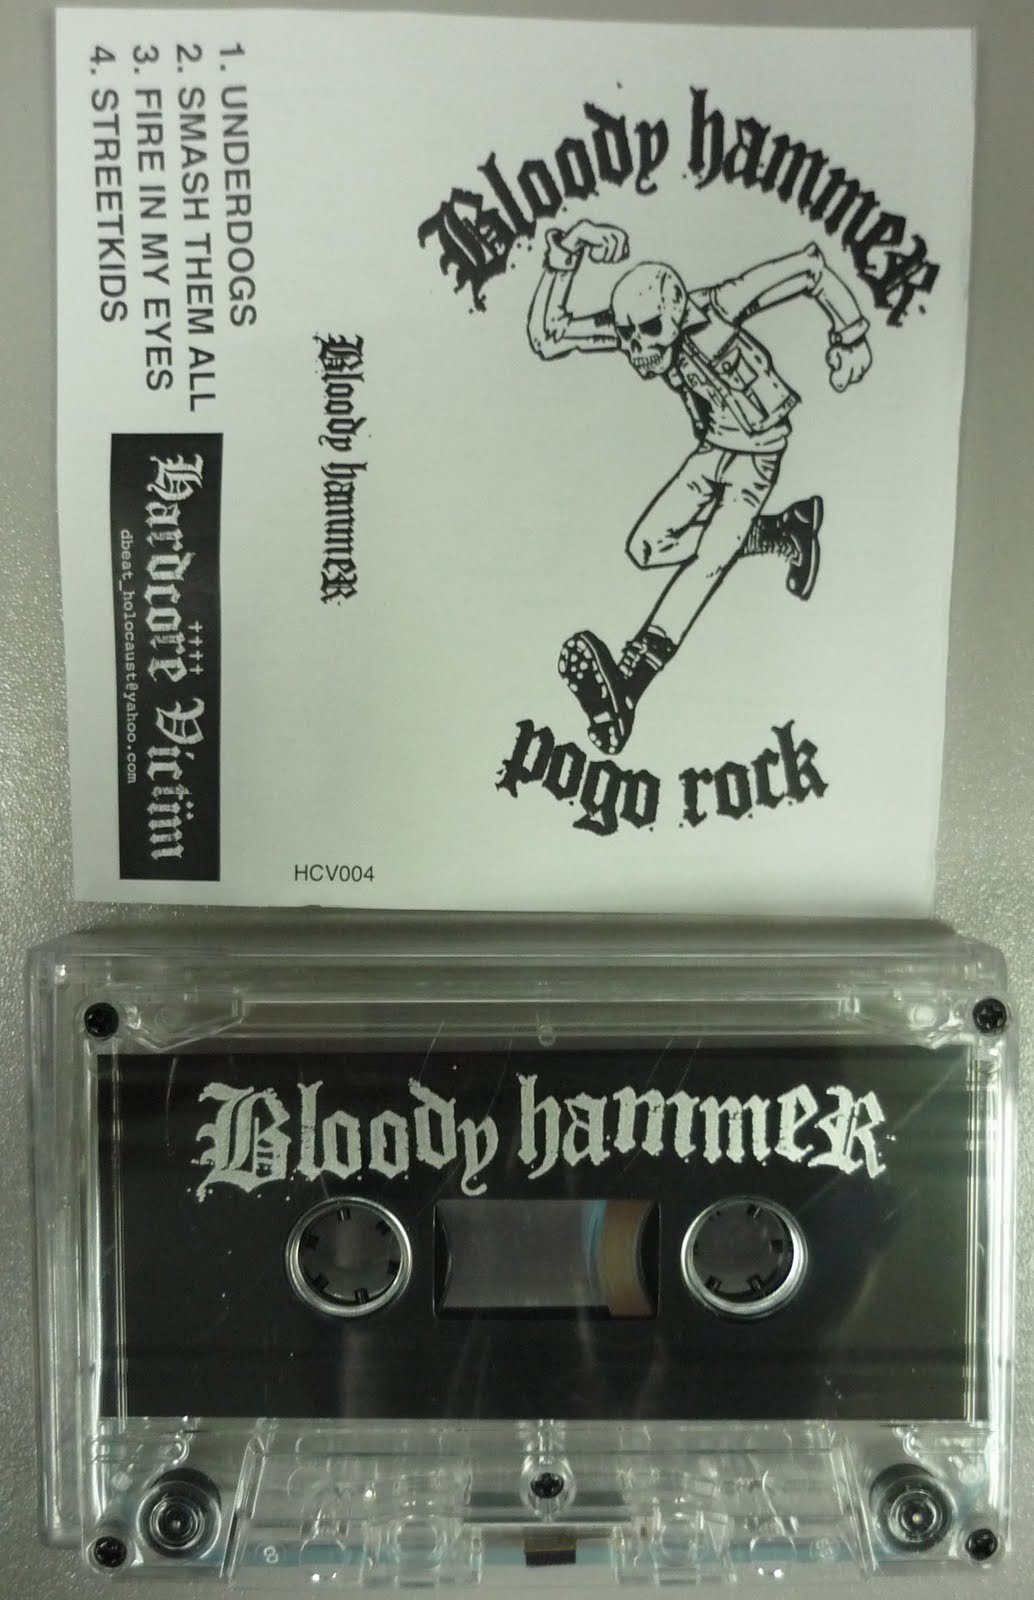 Bloody hammeR
pogo rock
Bloody hammeR
1. UNDERDOGS
2. SMASH THEM ALL
3. FIRE IN MY EYES
4. STREETKIDS
Hardcore Victim
dbeat_holocaust@yahoo.com
HCV004
Bloody hammeR